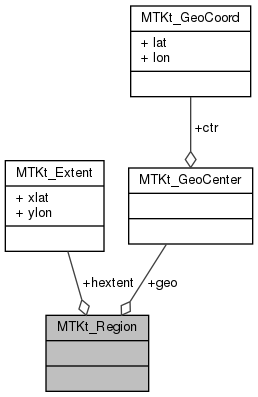 MTKt_GeoCoord
+ lat
+ lon
+ctr
MTKt_Extent
+ xlat
+ ylon
MTKt_GeoCenter
+hextent
+geo
MTKt_Region